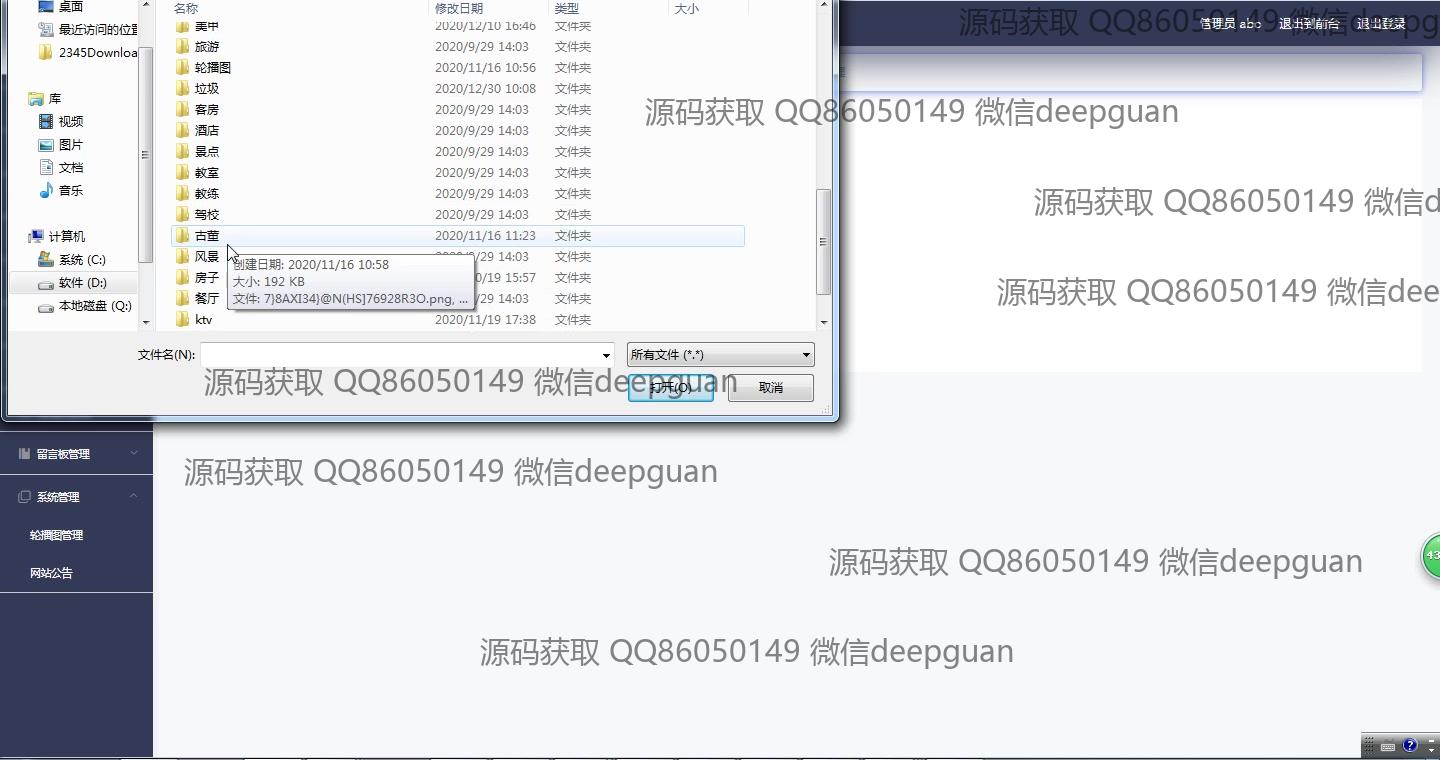 桌面
最近访问的位置
2345Downloa
库
视频
图片
文档
音乐
计算机
系统 (C:)
软件 (D:)
本地磁盘 (Q:)
名称 修改日期 类型 大小
美甲 2020/12/10 16:46 文件夹
旅游 2020/9/29 14:03 文件夹
轮播图 2020/11/16 10:56 文件夹
垃圾 2020/12/30 10:08 文件夹
客房 2020/9/29 14:03 文件夹
酒店 2020/9/29 14:03 文件夹
景点 2020/9/29 14:03 文件夹
教室 2020/9/29 14:03 文件夹
教练 2020/9/29 14:03 文件夹
驾校 2020/9/29 14:03 文件夹
古董 2020/11/16 11:23 文件夹
风景 /9/29 14:03 文件夹
房子 0/19 15:57 文件夹
餐厅 /29 14:03 文件夹
ktv 2020/11/19 17:38 文件夹
创建日期: 2020/11/16 10:58
大小: 192 KB
文件: 7}8AXI34}@N(HS]76928R3O.png, ...
文件名(N):
所有文件 (*.*)
打开(O) 取消
管理员 abo 退出到前台 退出登录
源码获取 QQ86050149 微信deepg
源码获取 QQ86050149 微信deepguan
源码获取 QQ86050149 微信d
源码获取 QQ86050149 微信dee
源码获取 QQ86050149 微信deepguan
留言板管理
源码获取 QQ86050149 微信deepguan
系统管理
轮播图管理
网站公告
源码获取 QQ86050149 微信deepguan
43
源码获取 QQ86050149 微信deepguan